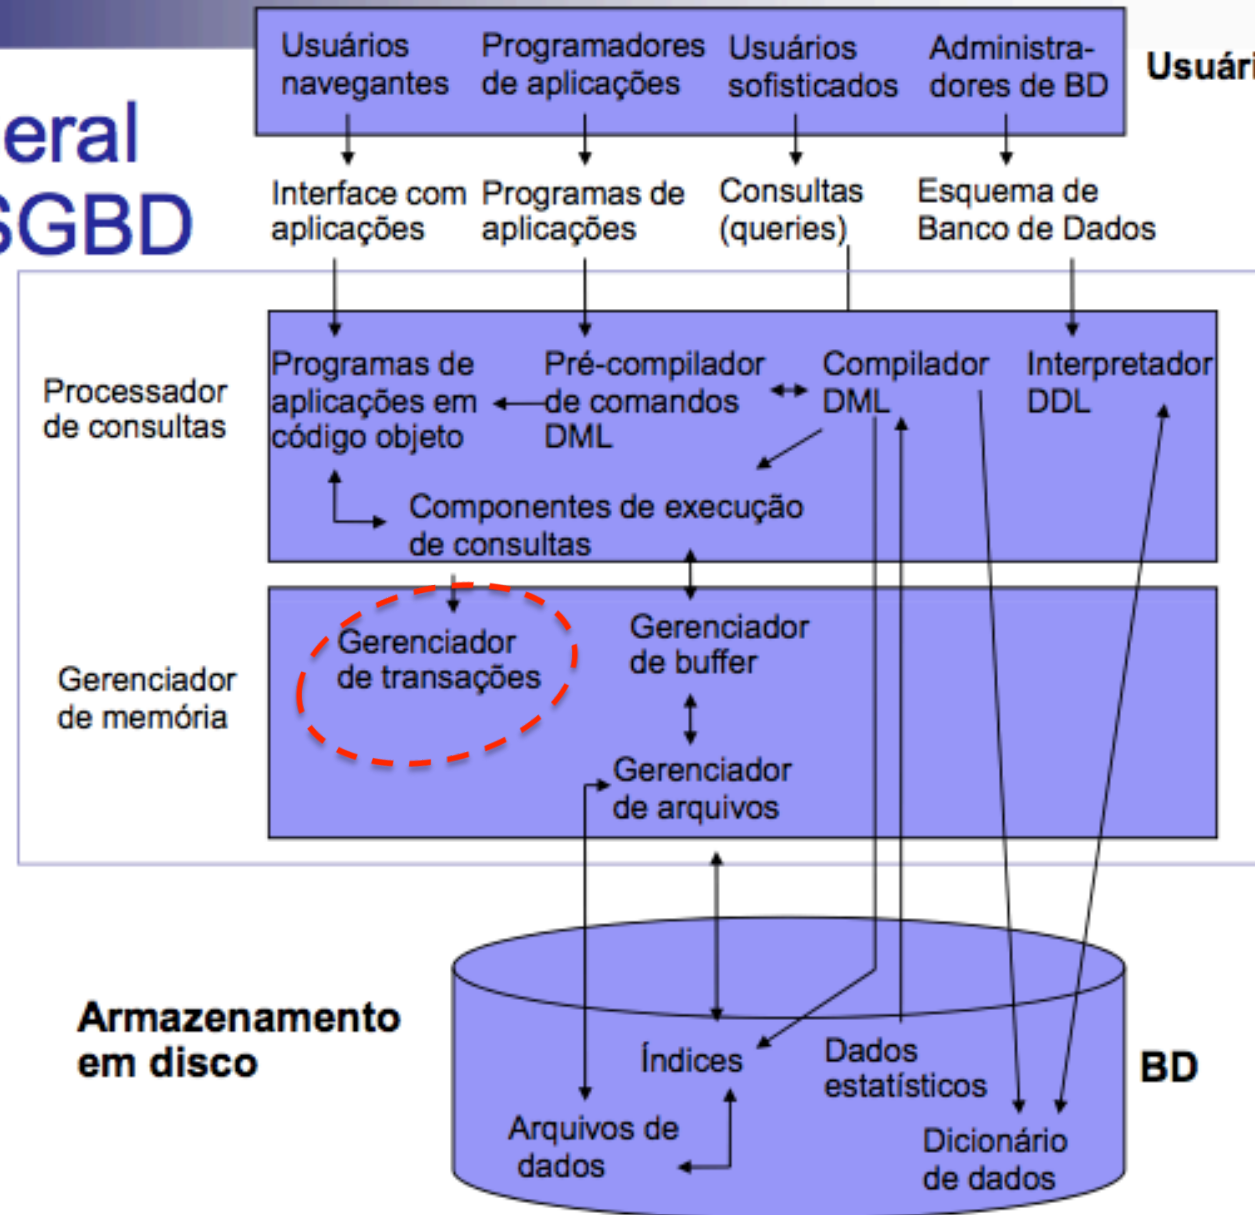 Usuários
navegantes
Programadores
de aplicações
Usuários
sofisticados
Administra-
dores de BD
eral
SGBD
Interface com
aplicações
Programas de
aplicações
Consultas
(queries)
Esquema de
Banco de Dados
Processador
de consultas
Programas de
aplicações em
código objeto
Pré-compilador
de comandos
DML
Compilador
DML
Interpretador
DDL
Componentes de execução
de consultas
Gerenciador
de memória
Gerenciador
de transações
Gerenciador
de buffer
Gerenciador
de arquivos
Armazenamento
em disco
Índices
Dados
estatísticos
BD
Arquivos de
dados
Dicionário
de dados